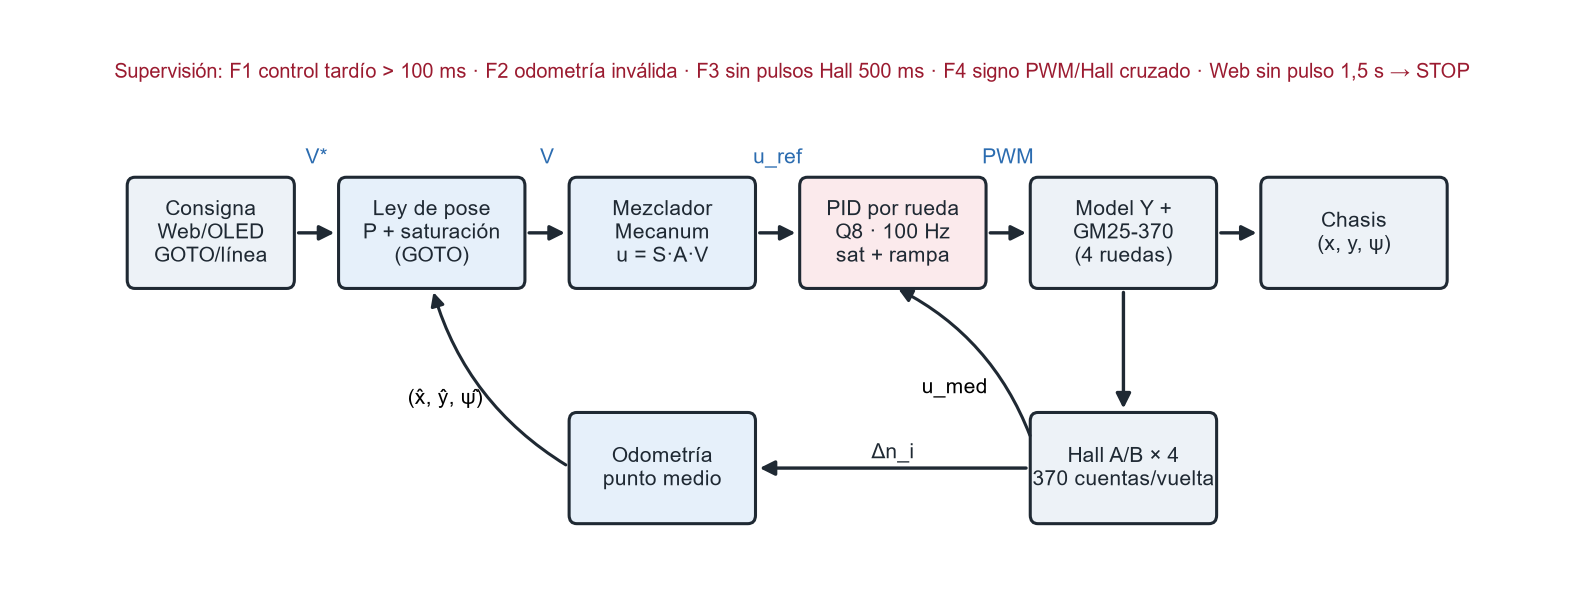 Supervisión: F1 control tardío > 100 ms · F2 odometría inválida · F3 sin pulsos Hall 500 ms · F4 signo PWM/Hall cruzado · Web sin pulso 1,5 s → STOP
V*
V
u_ref
PWM
Consigna
Web/OLED
GOTO/línea
Ley de pose
P + saturación
(GOTO)
Mezclador
Mecanum
u = S·A·V
PID por rueda
Q8 · 100 Hz
sat + rampa
Model Y +
GM25-370
(4 ruedas)
Chasis
(x, y, ψ)
(x̂, ŷ, ψ̂)
u_med
Odometría
punto medio
Δn_i
Hall A/B × 4
370 cuentas/vuelta